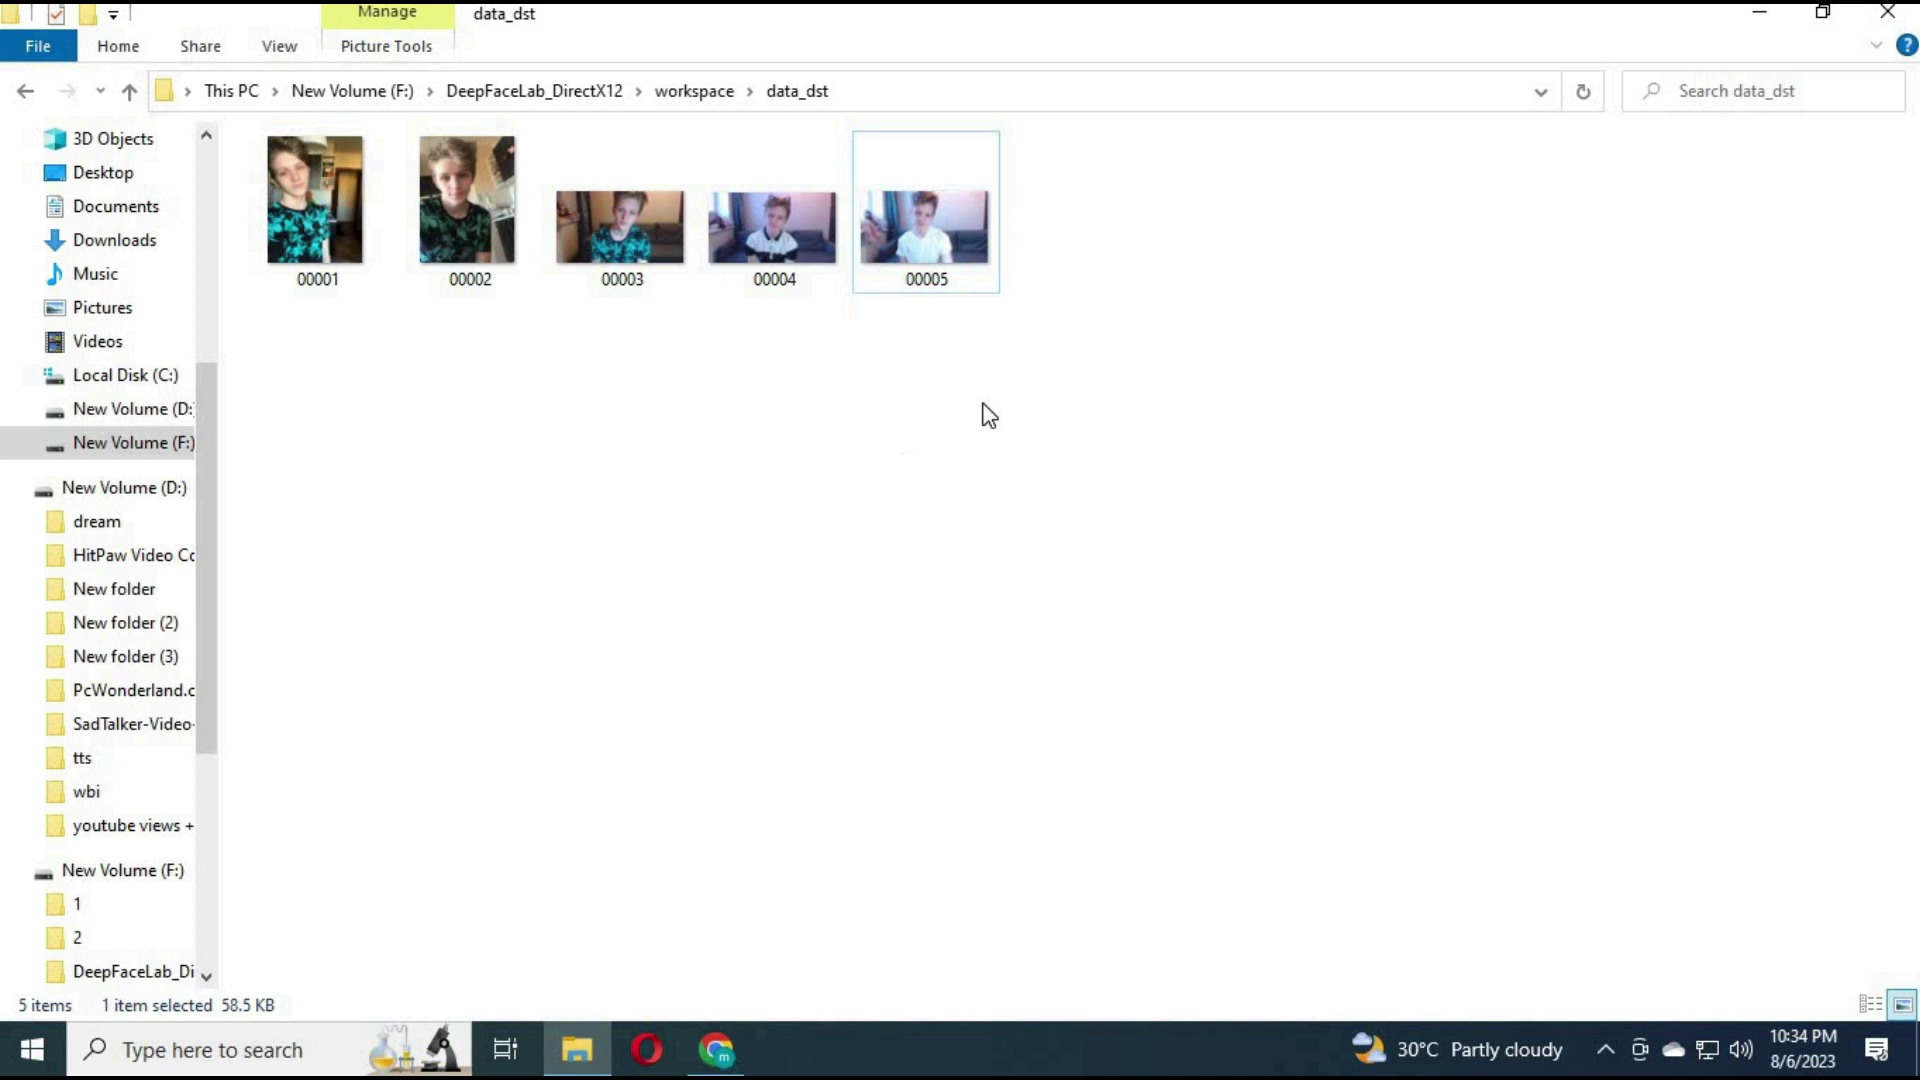 Manage
data_dst
File
Home
Share
View
Picture Tools
This PC
New Volume (F:)
DeepFaceLab_DirectX12
workspace
data_dst
Search data_dst
3D Objects
Desktop
Documents
Downloads
Music
Pictures
Videos
Local Disk (C:)
New Volume (D:
New Volume (F:)
New Volume (D:)
dream
HitPaw Video Co
New folder
New folder (2)
New folder (3)
PcWonderland.c
SadTalker-Video-
tts
wbi
youtube views +
New Volume (F:)
1
2
DeepFaceLab_Di
00001
00002
00003
00004
00005
5 items
1 item selected 58.5 KB
Type here to search
m
30°C Partly cloudy
10:34 PM
8/6/2023